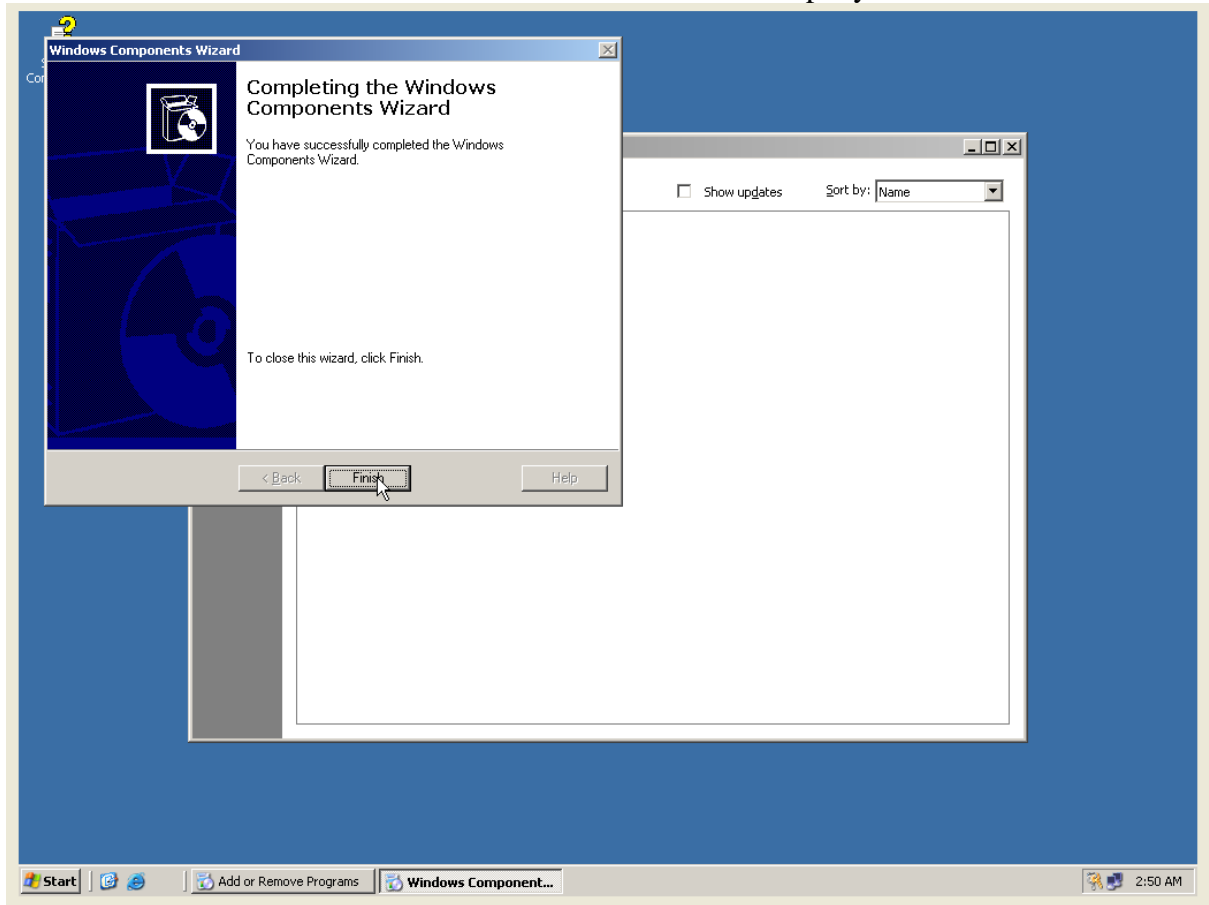 Windows Components Wizard
Completing the Windows
Components Wizard
You have successfully completed the Windows
Components Wizard.
Show updates
Sort by: Name
To close this wizard, click Finish.
< Back
Finish
Help
Start
Add or Remove Programs
Windows Component...
2:50 AM